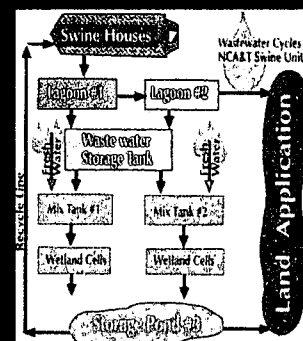 Swine Houses
Wastewater Cycles
NCA&T Swine Unit
Lagoon #1
Lagoon #2
Waste water
Storage Tank
Fresh
Water
Fresh
Water
Mix Tank #1
Mix Tank #2
Wetland Cells
Wetland Cells
Storage Pond #3
Recycle Line
Land Application